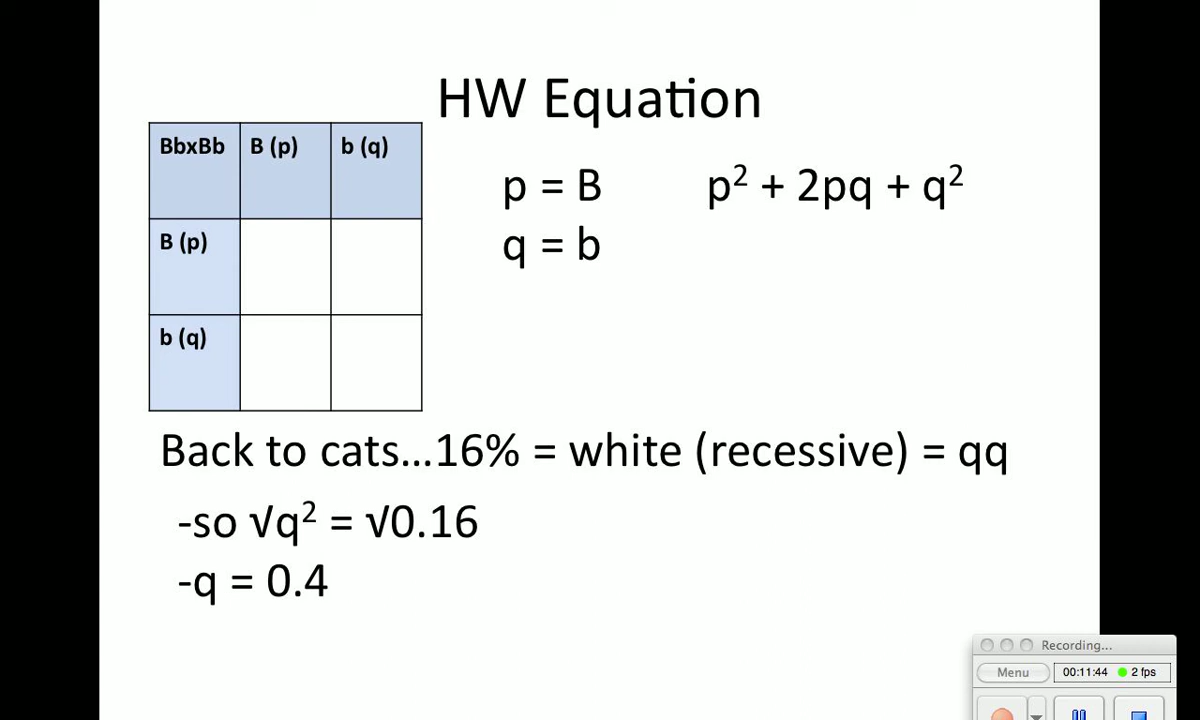 HW Equation
BbxBb B (p) b (q)
B (p)
b (q)
p = B
q = b
p² + 2pq + q²
Back to cats...16% = white (recessive) = qq
-so √q² = √0.16
-q = 0.4
Recording...
Menu 00:11:44 2 fps